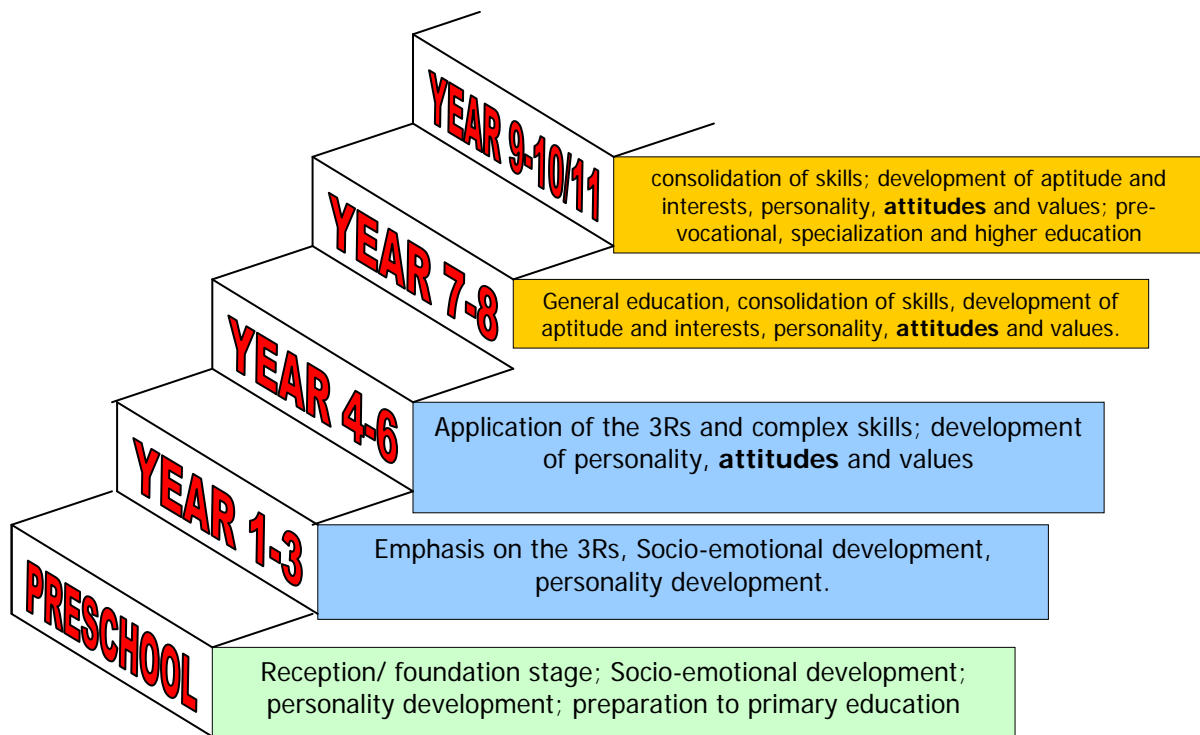 YEAR 9-10/11
consolidation of skills; development of aptitude and
interests, personality, attitudes and values; pre-
vocational, specialization and higher education
YEAR 7-8
General education, consolidation of skills, development of
aptitude and interests, personality, attitudes and values.
YEAR 4-6
Application of the 3Rs and complex skills; development
of personality, attitudes and values
YEAR 1-3
Emphasis on the 3Rs, Socio-emotional development,
personality development.
PRESCHOOL
Reception/ foundation stage; Socio-emotional development;
personality development; preparation to primary education